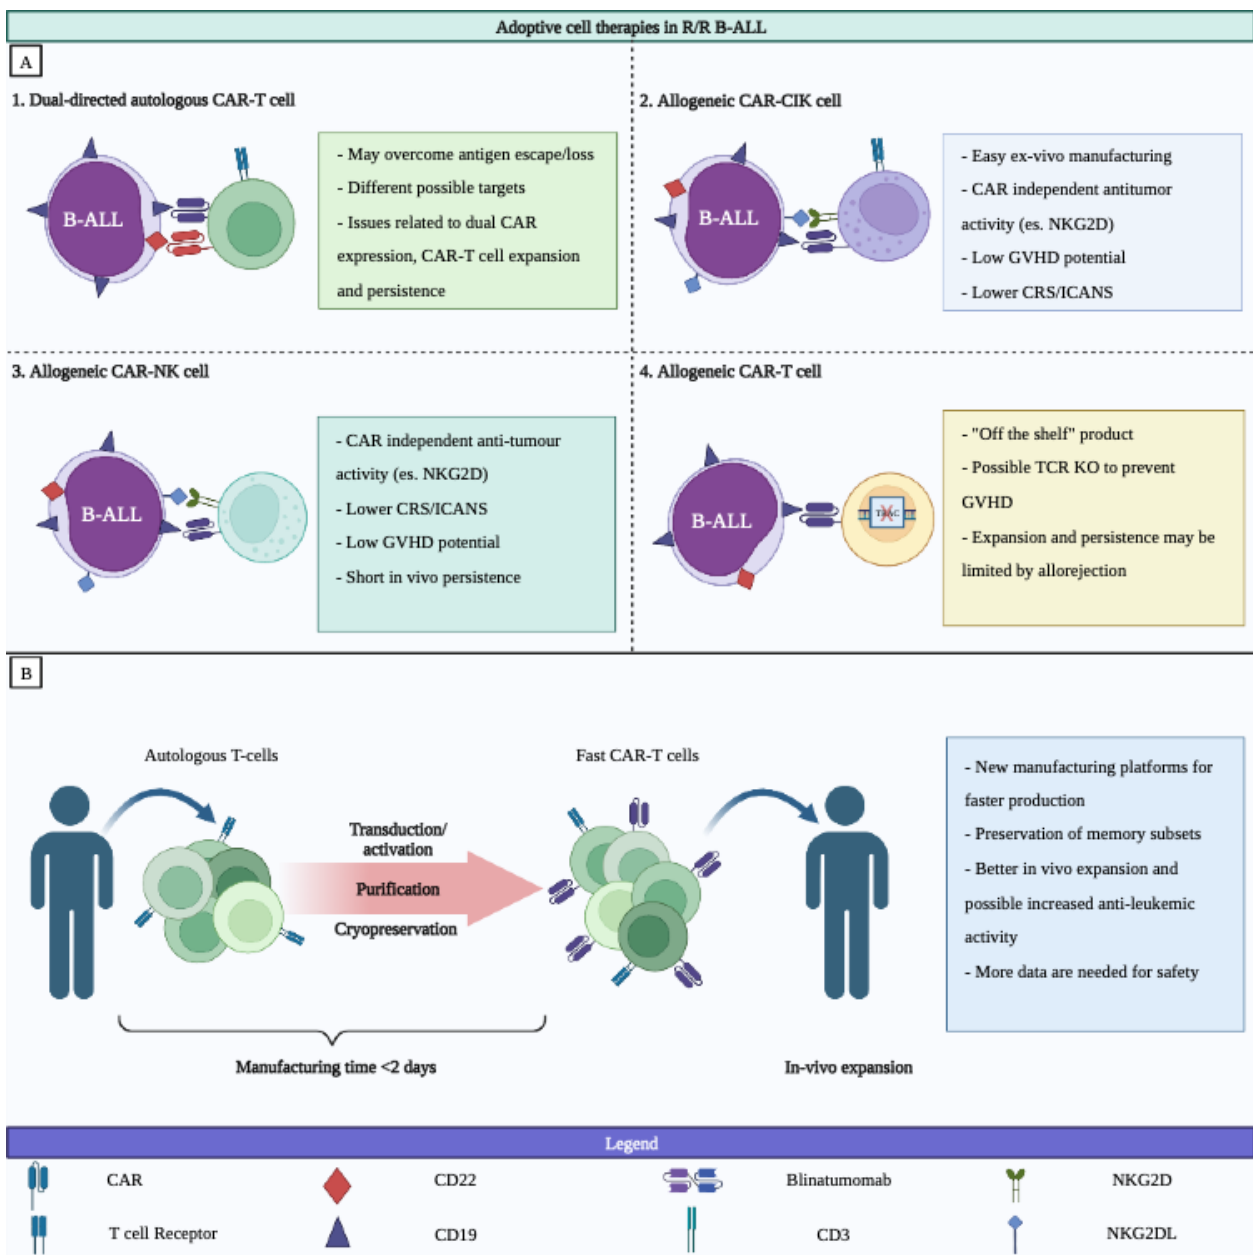 Adoptive cell therapies in R/R B-ALL
A
1. Dual-directed autologous CAR-T cell
B-ALL
- May overcome antigen escape/loss
- Different possible targets
- Issues related to dual CAR
expression, CAR-T cell expansion
and persistence
2. Allogeneic CAR-CIK cell
B-ALL
- Easy ex-vivo manufacturing
- CAR independent antitumor
activity (es. NKG2D)
- Low GVHD potential
- Lower CRS/ICANS
3. Allogeneic CAR-NK cell
B-ALL
- CAR independent anti-tumour
activity (es. NKG2D)
- Lower CRS/ICANS
- Low GVHD potential
- Short in vivo persistence
4. Allogeneic CAR-T cell
B-ALL
- "Off the shelf" product
- Possible TCR KO to prevent
GVHD
- Expansion and persistence may be
limited by allorejection
B
Autologous T-cells
Transduction/
activation
Purification
Cryopreservation
Fast CAR-T cells
Manufacturing time <2 days
In-vivo expansion
- New manufacturing platforms for
faster production
- Preservation of memory subsets
- Better in vivo expansion and
possible increased anti-leukemic
activity
- More data are needed for safety
Legend
CAR
CD22
Blinatumomab
NKG2D
T cell Receptor
CD19
CD3
NKG2DL